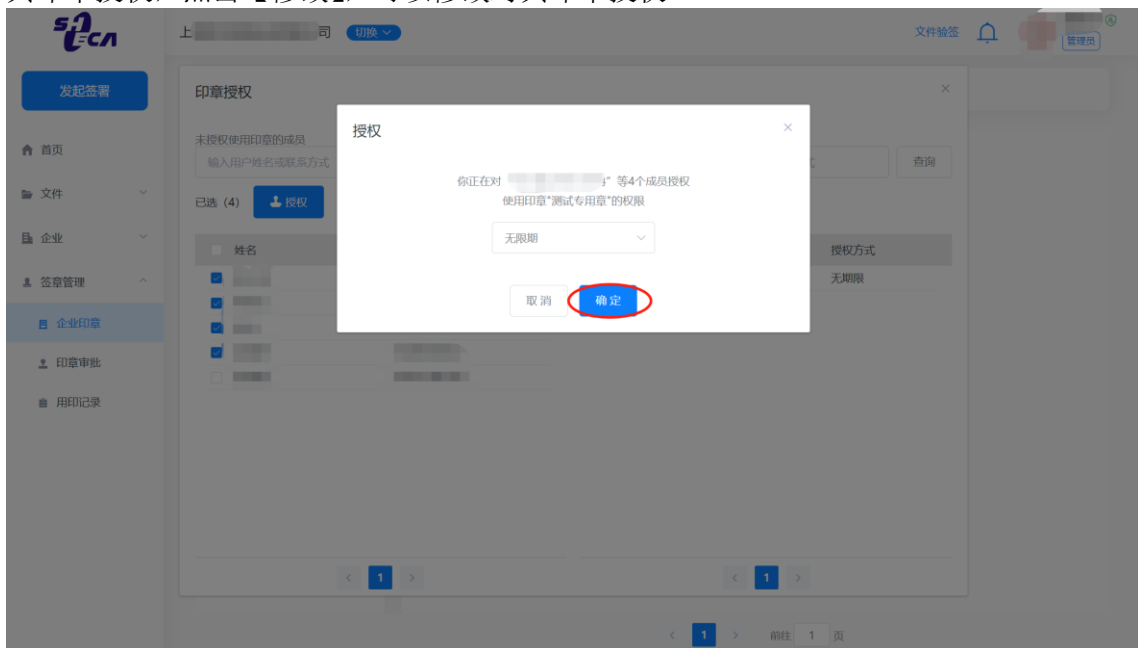 SHECA
上 司 切换
文件验签
管理员
发起签署
首页
文件
企业
签章管理
企业印章
印章审批
用印记录
印章授权
未授权使用印章的成员
输入用户姓名或联系方式
查询
已选（4） 授权
姓名
授权方式
无期限
授权
你正在对 " 等4个成员授权
使用印章"测试专用章"的权限
无限期
取消 确定
< 1 > < 1 >
< 1 > 前往 1 页